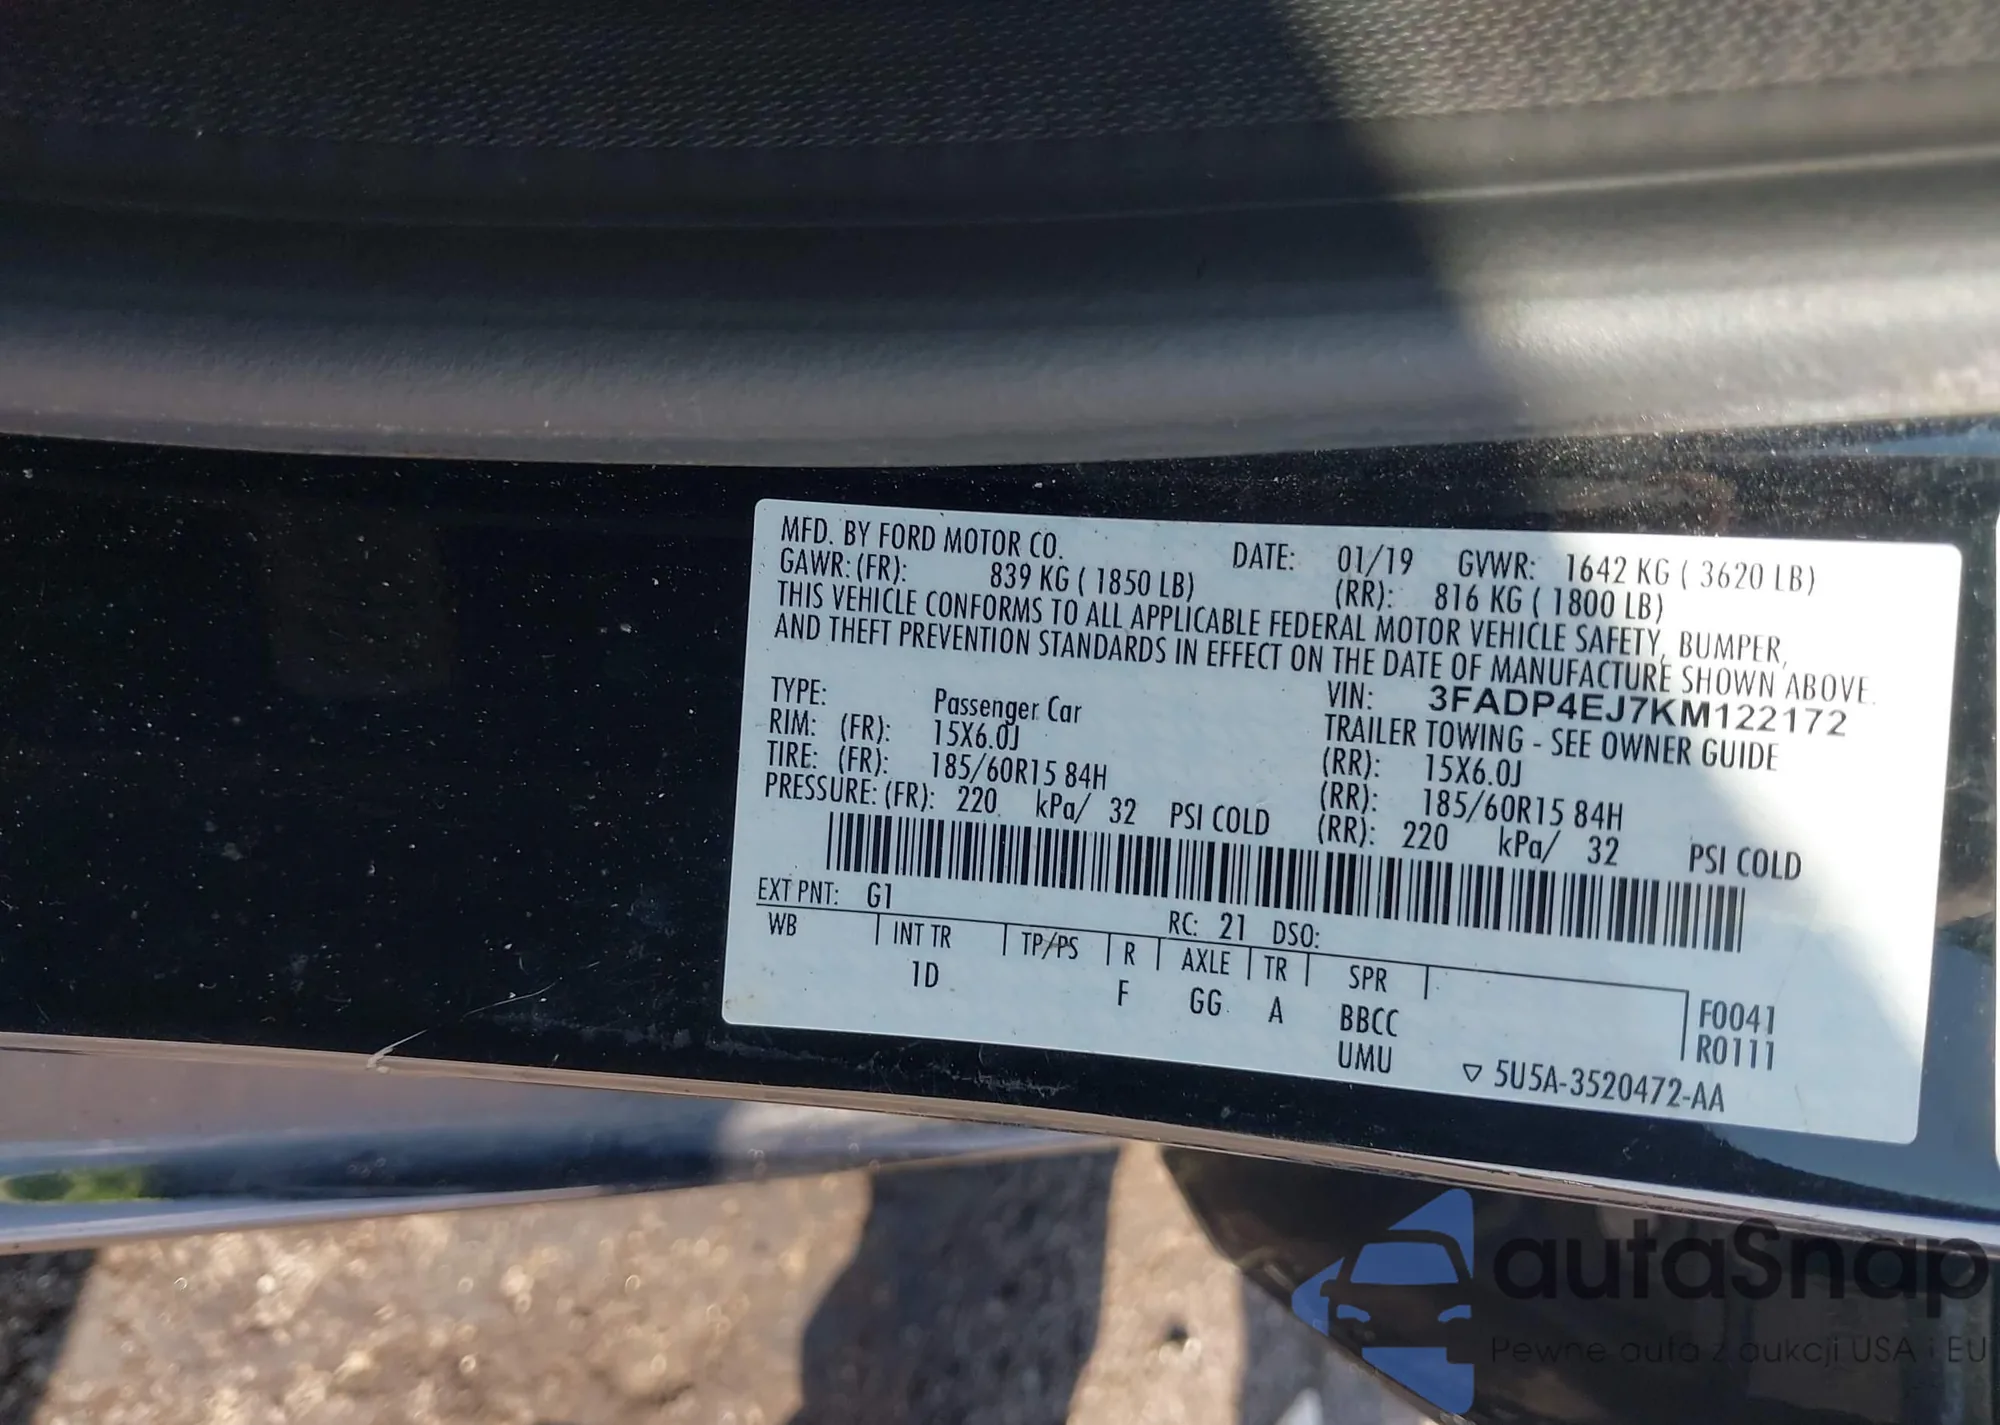 MFD. BY FORD MOTOR CO. DATE: 01/19 GVWR: 1642 KG ( 3620 LB)
GAWR: (FR): 839 KG ( 1850 LB) (RR): 816 KG ( 1800 LB)
THIS VEHICLE CONFORMS TO ALL APPLICABLE FEDERAL MOTOR VEHICLE SAFETY, BUMPER,
AND THEFT PREVENTION STANDARDS IN EFFECT ON THE DATE OF MANUFACTURE SHOWN ABOVE.
VIN: 3FADP4EJ7KM122172
TYPE: Passenger Car TRAILER TOWING - SEE OWNER GUIDE
RIM: (FR): 15X6.0J (RR): 15X6.0J
TIRE: (FR): 185/60R15 84H (RR): 185/60R15 84H
PRESSURE: (FR): 220 kPa/ 32 PSI COLD (RR): 220 kPa/ 32 PSI COLD
EXT PNT: G1 RC: 21 DSO:
WB INT TR TP/PS R AXLE TR SPR
1D F GG A BBCC F0041
UMU R0111
5U5A-3520472-AA
autaSnap
Pewne auta z aukcji USA i EU